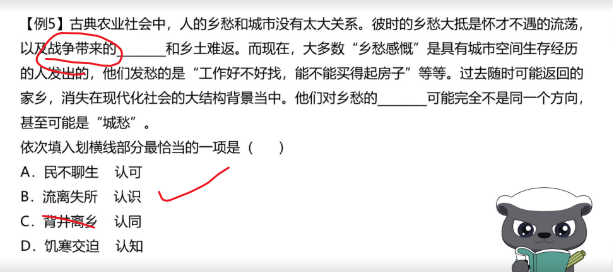 【例5】古典农业社会中，人的乡愁和城市没有太大关系。彼时的乡愁大抵是怀才不遇的流荡，
以及战争带来的______和乡土难返。而现在，大多数“乡愁感慨”是具有城市空间生存经历
的人发出的，他们发愁的是“工作好不好找，能不能买得起房子”等等。过去随时可能返回的
家乡，消失在现代化社会的大结构背景当中。他们对乡愁的______可能完全不是同一个方向，
甚至可能是“城愁”。
依次填入划横线部分最恰当的一项是（ ）
A．民不聊生 认可
B．流离失所 认识
C．背井离乡 认同
D．饥寒交迫 认知